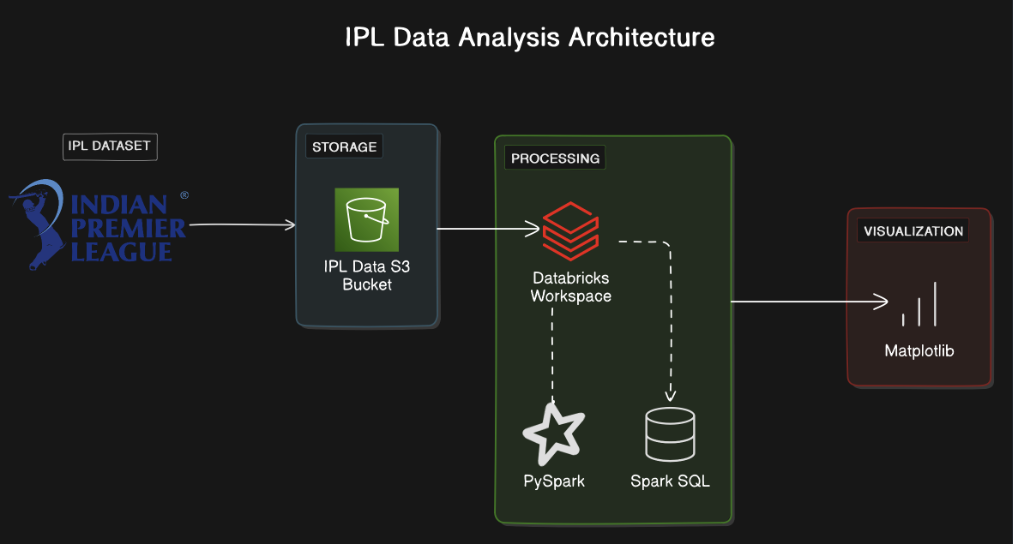 IPL Data Analysis Architecture
IPL DATASET
INDIAN ®
PREMIER
LEAGUE
STORAGE
IPL Data S3
Bucket
PROCESSING
Databricks
Workspace
PySpark
Spark SQL
VISUALIZATION
Matplotlib